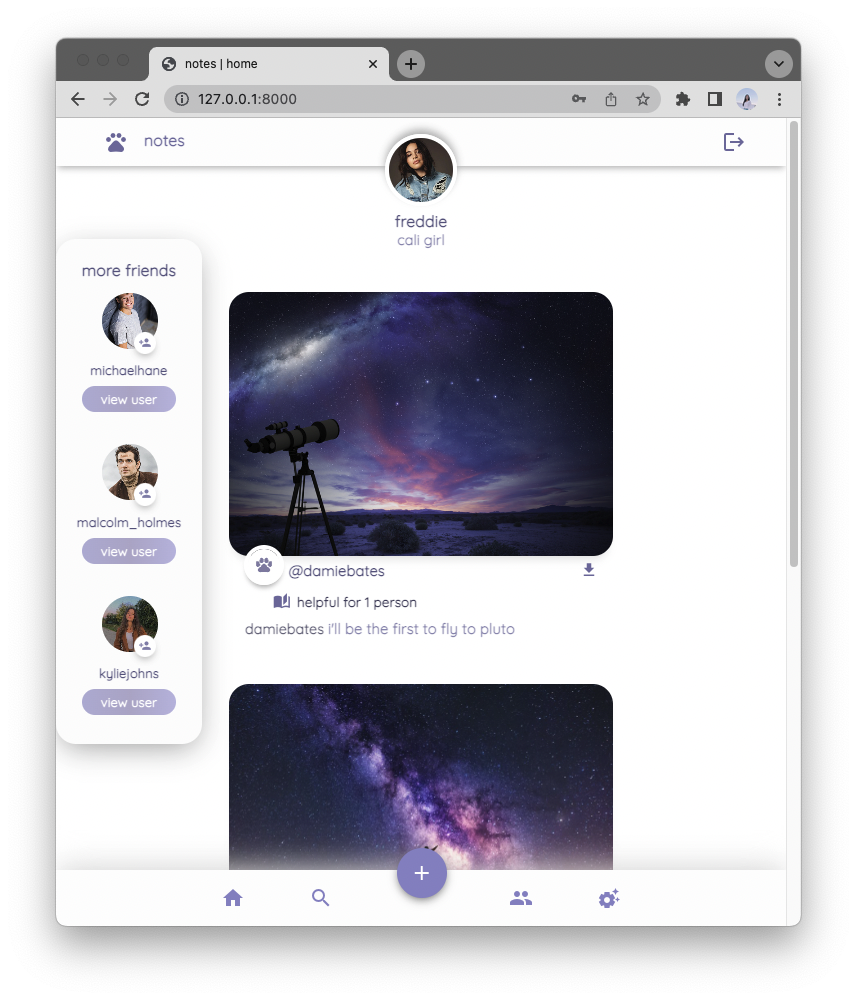 notes | home
127.0.0.1:8000
notes
freddie
cali girl
more friends
michaelhane
view user
malcolm_holmes
view user
kyliejohns
view user
@damiebates
helpful for 1 person
damiebates i'll be the first to fly to pluto